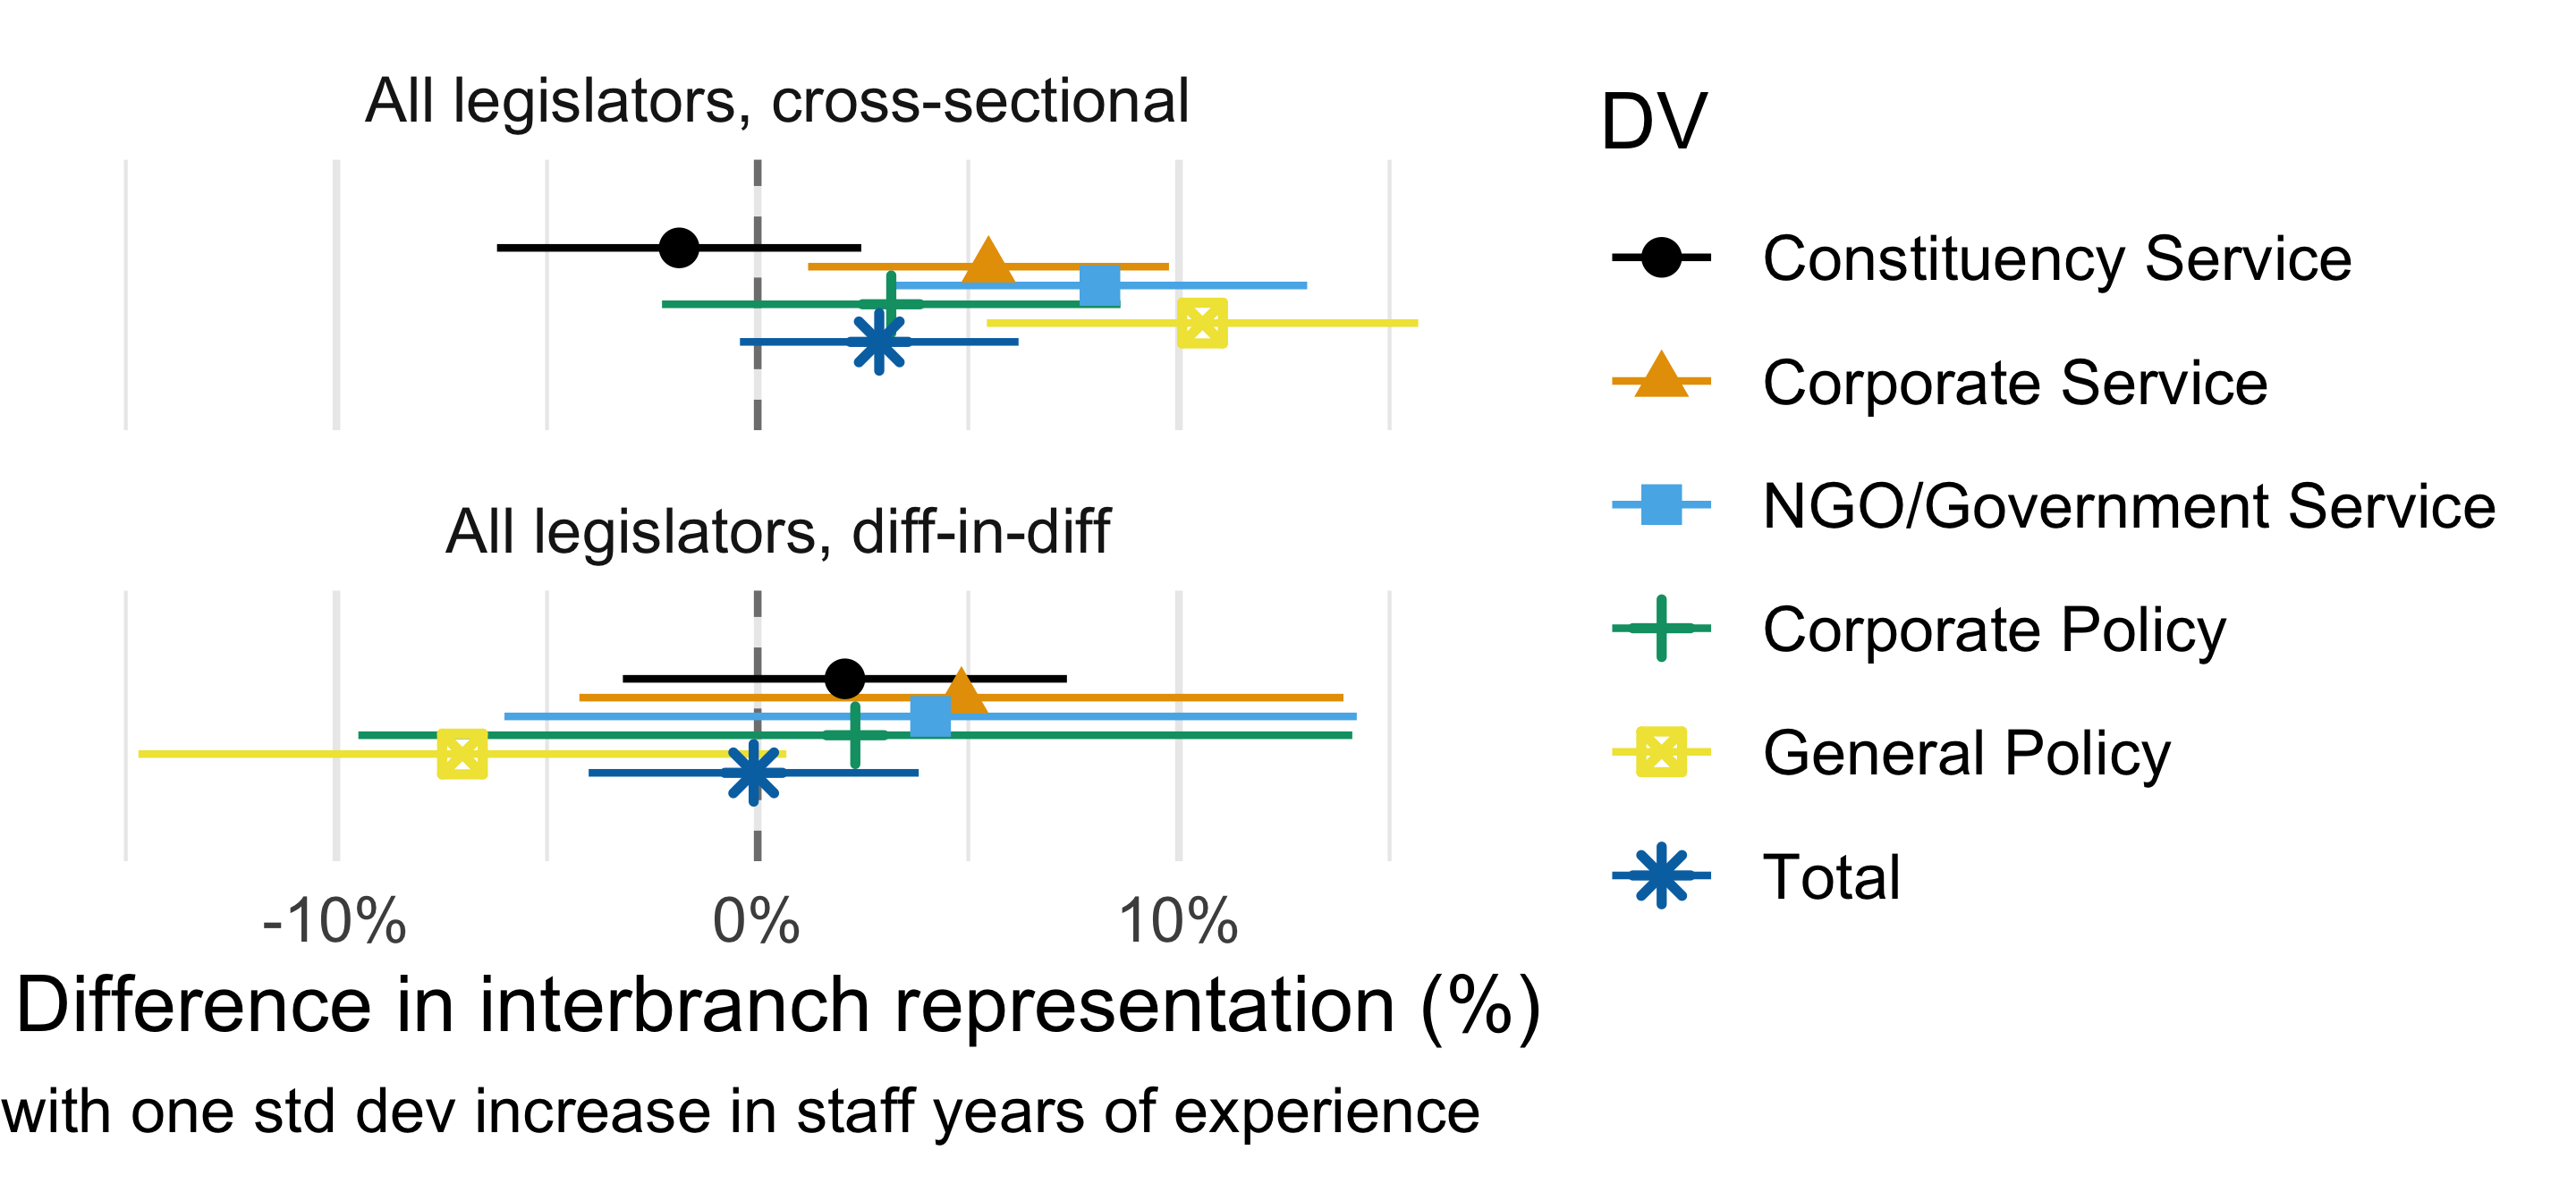 All legislators, cross-sectional
All legislators, diff-in-diff
-10%
0%
10%
Difference in interbranch representation (%)
with one std dev increase in staff years of experience
DV
Constituency Service
Corporate Service
NGO/Government Service
Corporate Policy
General Policy
Total